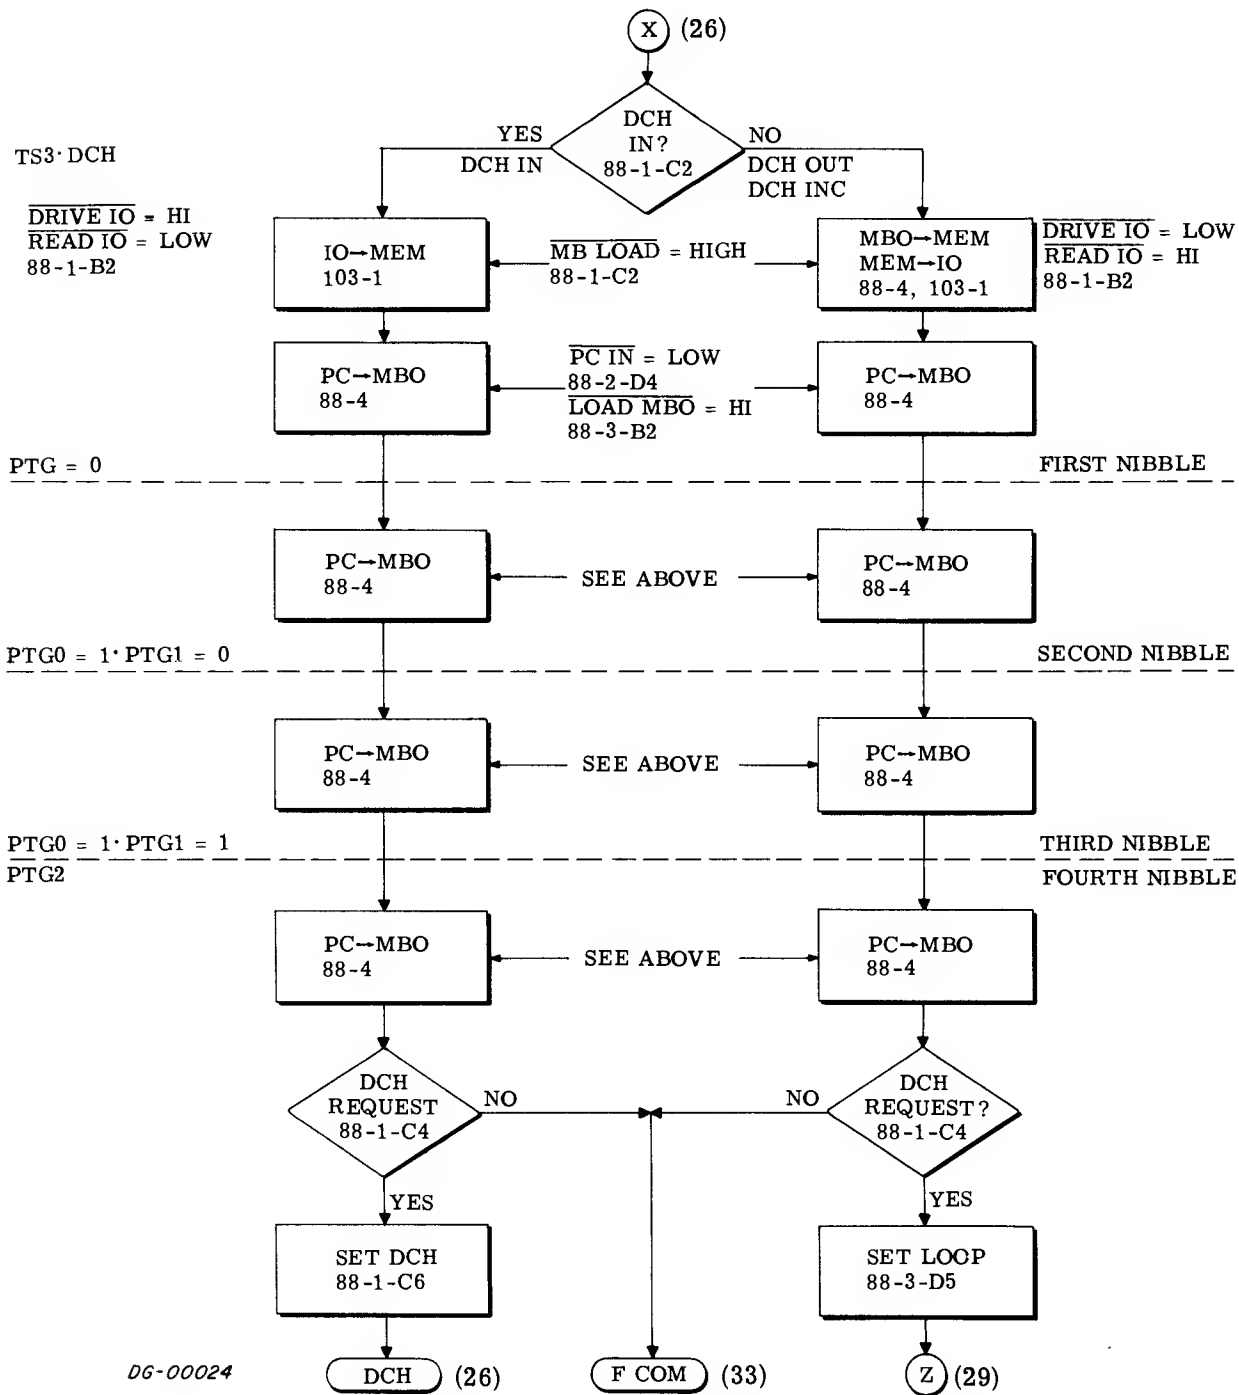 X (26)
DCH
IN?
88-1-C2
YES
DCH IN
NO
DCH OUT
DCH INC
TS3·DCH
DRIVE IO = HI
READ IO = LOW
88-1-B2
IO→MEM
103-1
MB LOAD = HIGH
88-1-C2
MBO→MEM
MEM→IO
88-4, 103-1
DRIVE IO = LOW
READ IO = HI
88-1-B2
PC→MBO
88-4
PC IN = LOW
88-2-D4
LOAD MBO = HI
88-3-B2
PC→MBO
88-4
PTG = 0
FIRST NIBBLE
PC→MBO
88-4
SEE ABOVE
PC→MBO
88-4
PTG0 = 1·PTG1 = 0
SECOND NIBBLE
PC→MBO
88-4
SEE ABOVE
PC→MBO
88-4
PTG0 = 1·PTG1 = 1
THIRD NIBBLE
PTG2
FOURTH NIBBLE
PC→MBO
88-4
SEE ABOVE
PC→MBO
88-4
DCH
REQUEST
88-1-C4
NO
NO
DCH
REQUEST?
88-1-C4
YES
YES
SET DCH
88-1-C6
SET LOOP
88-3-D5
DG-00024
DCH (26)
F COM (33)
Z (29)